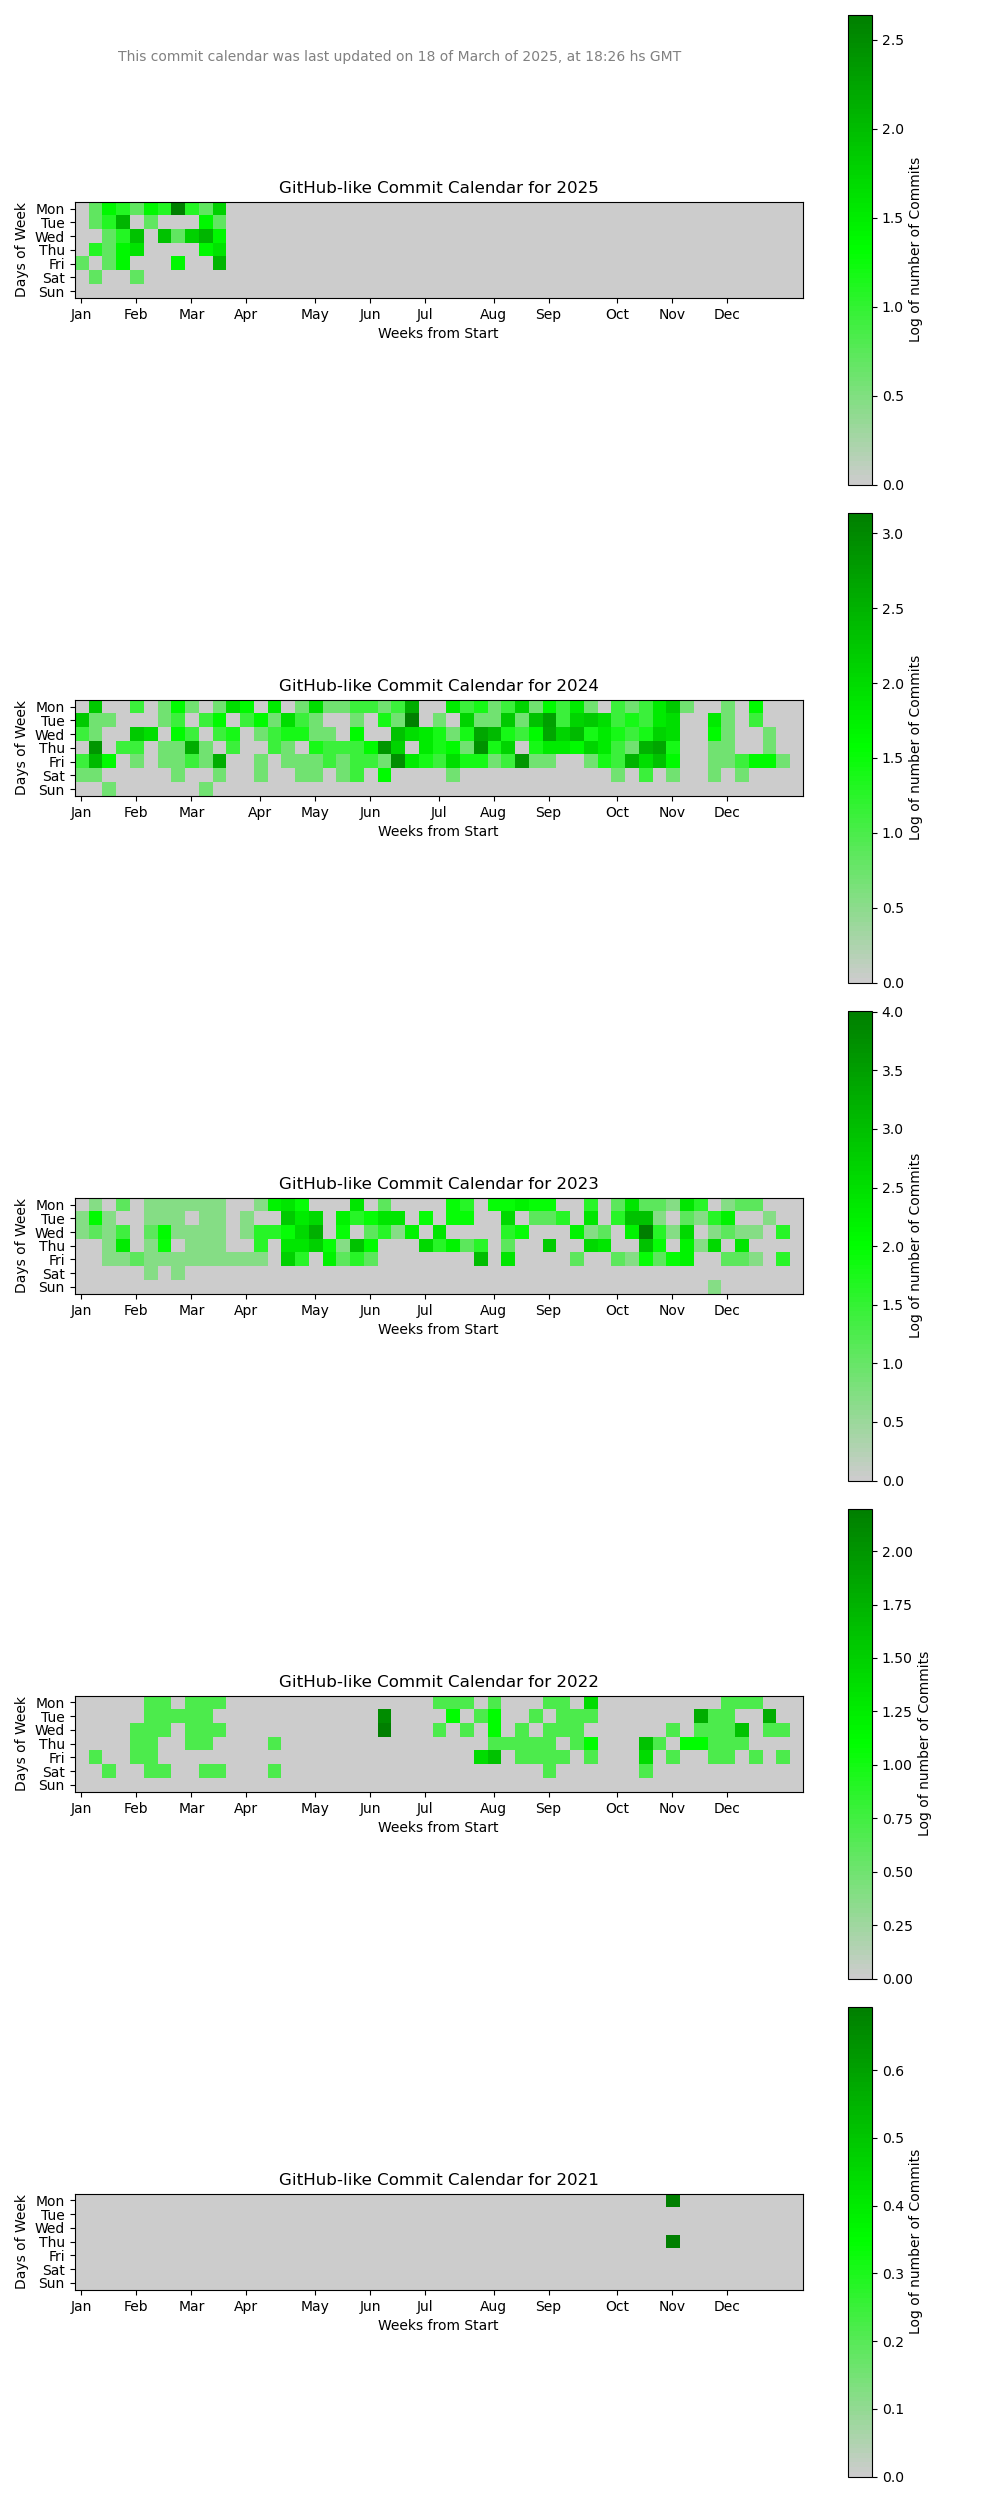 This commit calendar was last updated on 18 of March of 2025, at 18:26 hs GMT
GitHub-like Commit Calendar for 2025
Days of Week
Mon
Tue
Wed
Thu
Fri
Sat
Sun
Jan Feb Mar Apr May Jun Jul Aug Sep Oct Nov Dec
Weeks from Start
2.5
2.0
1.5
1.0
0.5
0.0
Log of number of Commits
GitHub-like Commit Calendar for 2024
Days of Week
Mon
Tue
Wed
Thu
Fri
Sat
Sun
Jan Feb Mar Apr May Jun Jul Aug Sep Oct Nov Dec
Weeks from Start
3.0
2.5
2.0
1.5
1.0
0.5
0.0
Log of number of Commits
GitHub-like Commit Calendar for 2023
Days of Week
Mon
Tue
Wed
Thu
Fri
Sat
Sun
Jan Feb Mar Apr May Jun Jul Aug Sep Oct Nov Dec
Weeks from Start
4.0
3.5
3.0
2.5
2.0
1.5
1.0
0.5
0.0
Log of number of Commits
GitHub-like Commit Calendar for 2022
Days of Week
Mon
Tue
Wed
Thu
Fri
Sat
Sun
Jan Feb Mar Apr May Jun Jul Aug Sep Oct Nov Dec
Weeks from Start
2.00
1.75
1.50
1.25
1.00
0.75
0.50
0.25
0.00
Log of number of Commits
GitHub-like Commit Calendar for 2021
Days of Week
Mon
Tue
Wed
Thu
Fri
Sat
Sun
Jan Feb Mar Apr May Jun Jul Aug Sep Oct Nov Dec
Weeks from Start
0.6
0.5
0.4
0.3
0.2
0.1
0.0
Log of number of Commits